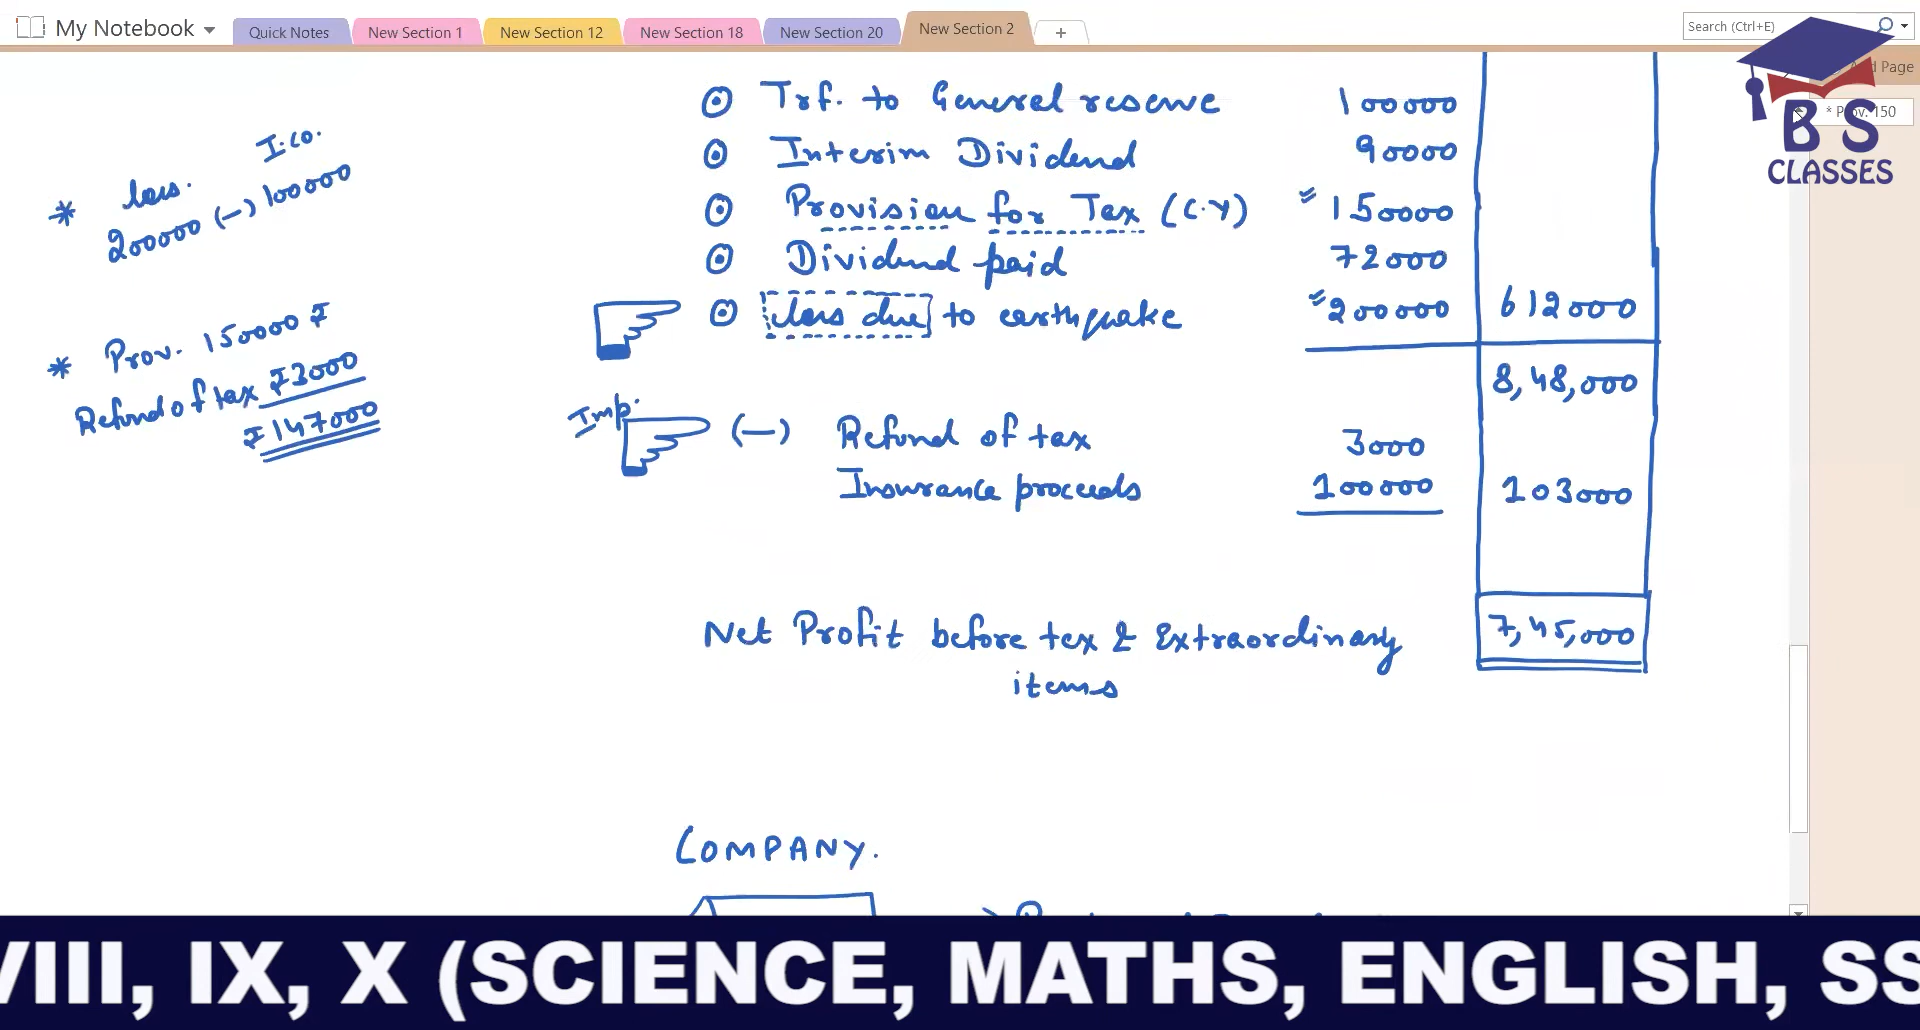 My Notebook
Quick Notes New Section 1 New Section 12 New Section 18 New Section 20 New Section 2 +
Search (Ctrl+E)
d Page
* Prov. 150
B S
CLASSES
Trf. to General reserve 100000
Interim Dividend 90000
Provision for Tax (C.Y) 150000
Dividend paid 72000
loss due to earthquake 200000 612000
8,48,000
Imp.
(—) Refund of tax 3000
Insurance proceeds 100000 103000
Net Profit before tax & Extraordinary 7,45,000
items
I.co.
* loss.
200000 (—) 100000
* Prov. 150000 ₹
Refund of tax ₹3000
₹147000
COMPANY.
VIII, IX, X (SCIENCE, MATHS, ENGLISH, SS